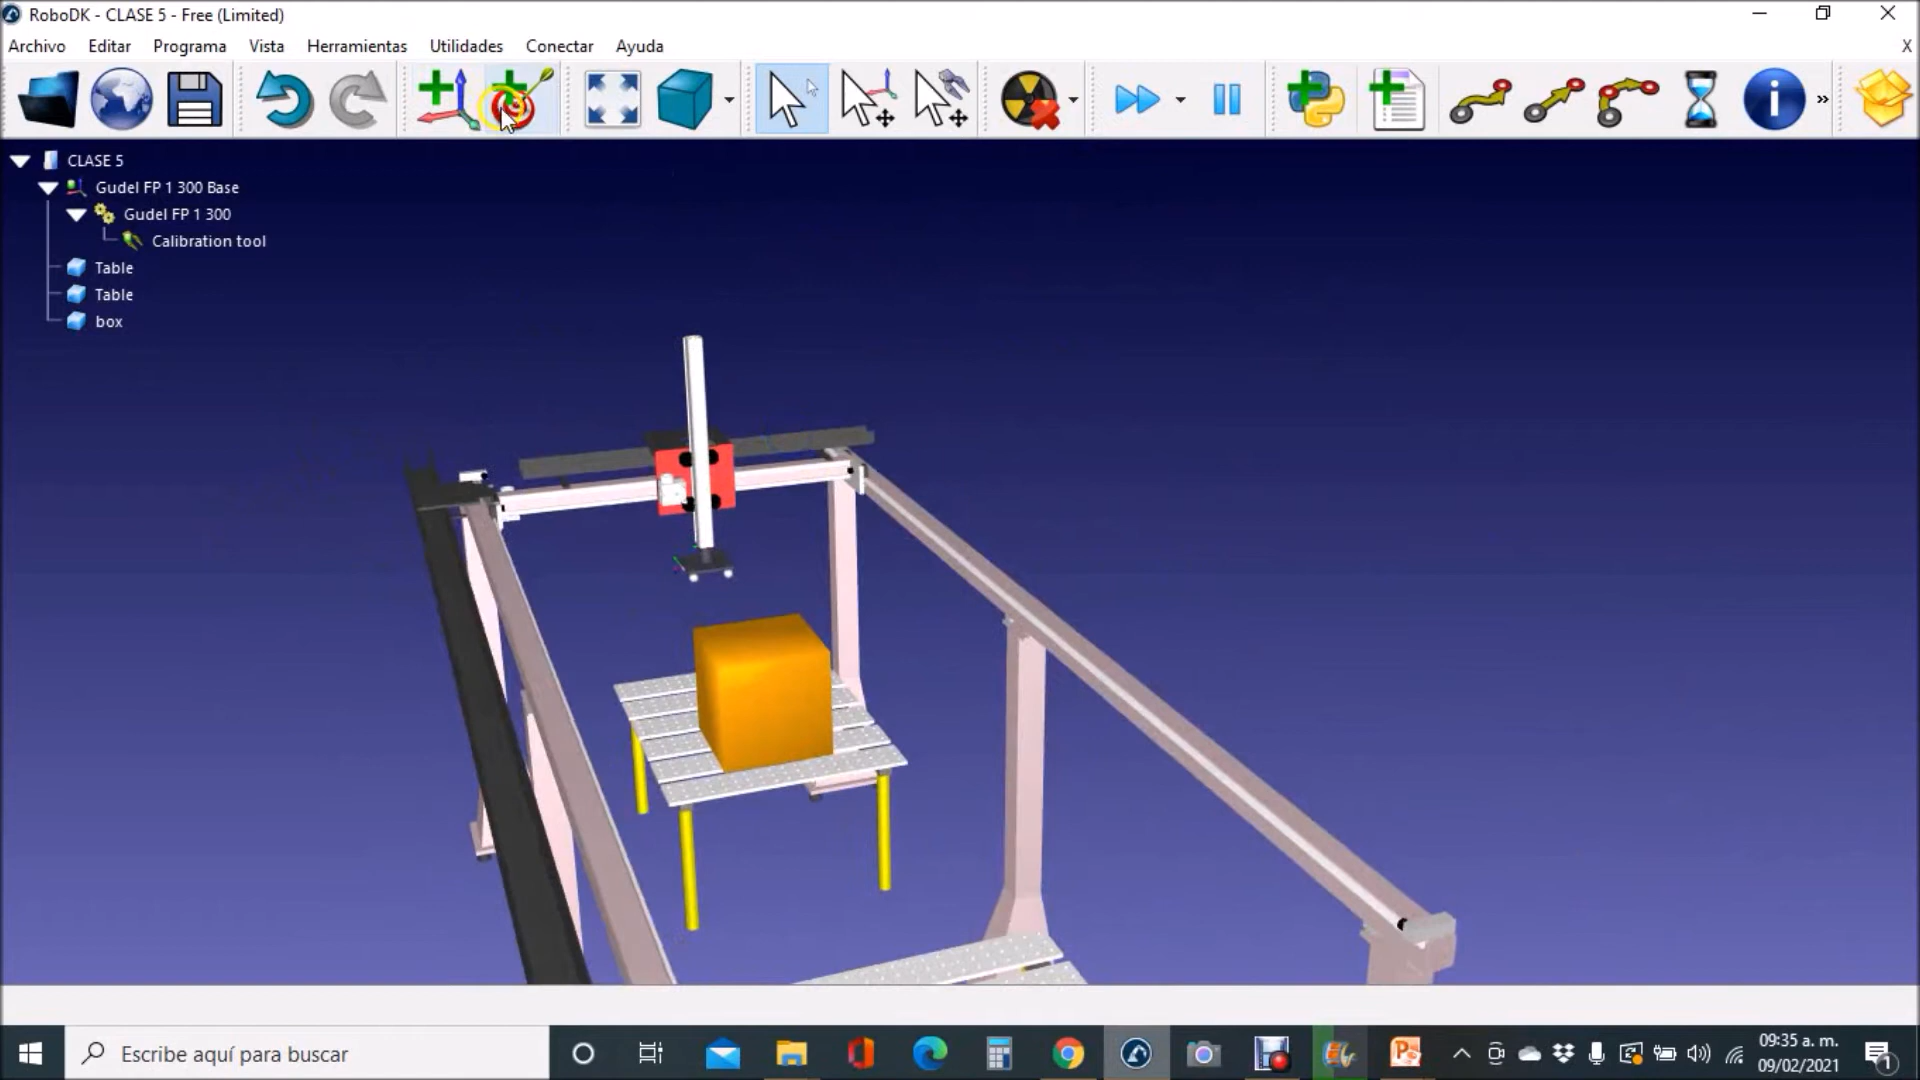 RoboDK - CLASE 5 - Free (Limited)
Archivo Editar Programa Vista Herramientas Utilidades Conectar Ayuda X
»
CLASE 5
Gudel FP 1 300 Base
Gudel FP 1 300
Calibration tool
Table
Table
box
Escribe aquí para buscar
09:35 a. m.
09/02/2021
1